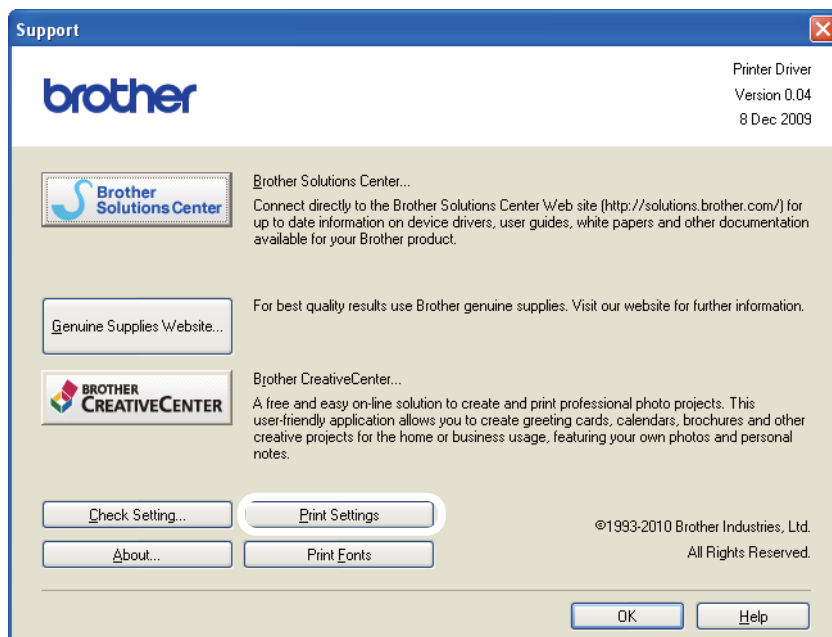 Support
brother
Printer Driver
Version 0.04
8 Dec 2009
Brother
Solutions Center
Brother Solutions Center...
Connect directly to the Brother Solutions Center Web site (http://solutions.brother.com/) for
up to date information on device drivers, user guides, white papers and other documentation
available for your Brother product.
Genuine Supplies Website...
For best quality results use Brother genuine supplies. Visit our website for further information.
BROTHER
CREATIVECENTER
Brother CreativeCenter...
A free and easy on-line solution to create and print professional photo projects. This
user-friendly application allows you to create greeting cards, calendars, brochures and other
creative projects for the home or business usage, featuring your own photos and personal
notes.
Check Setting...
Print Settings
About...
Print Fonts
©1993-2010 Brother Industries, Ltd.
All Rights Reserved.
OK
Help